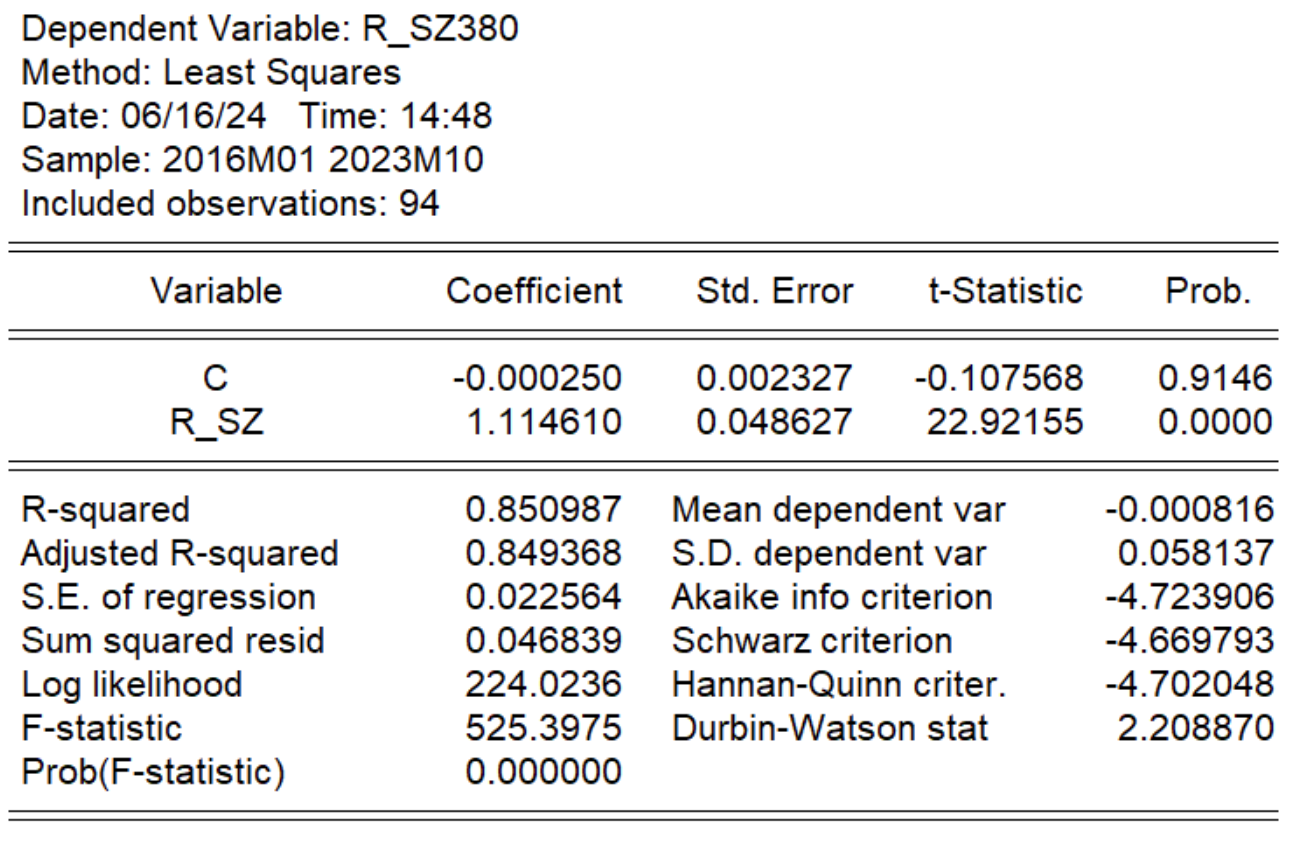 Dependent Variable: R_SZ380
Method: Least Squares
Date: 06/16/24 Time: 14:48
Sample: 2016M01 2023M10
Included observations: 94
Variable Coefficient Std. Error t-Statistic Prob.
C -0.000250 0.002327 -0.107568 0.9146
R_SZ 1.114610 0.048627 22.92155 0.0000
R-squared 0.850987 Mean dependent var -0.000816
Adjusted R-squared 0.849368 S.D. dependent var 0.058137
S.E. of regression 0.022564 Akaike info criterion -4.723906
Sum squared resid 0.046839 Schwarz criterion -4.669793
Log likelihood 224.0236 Hannan-Quinn criter. -4.702048
F-statistic 525.3975 Durbin-Watson stat 2.208870
Prob(F-statistic) 0.000000